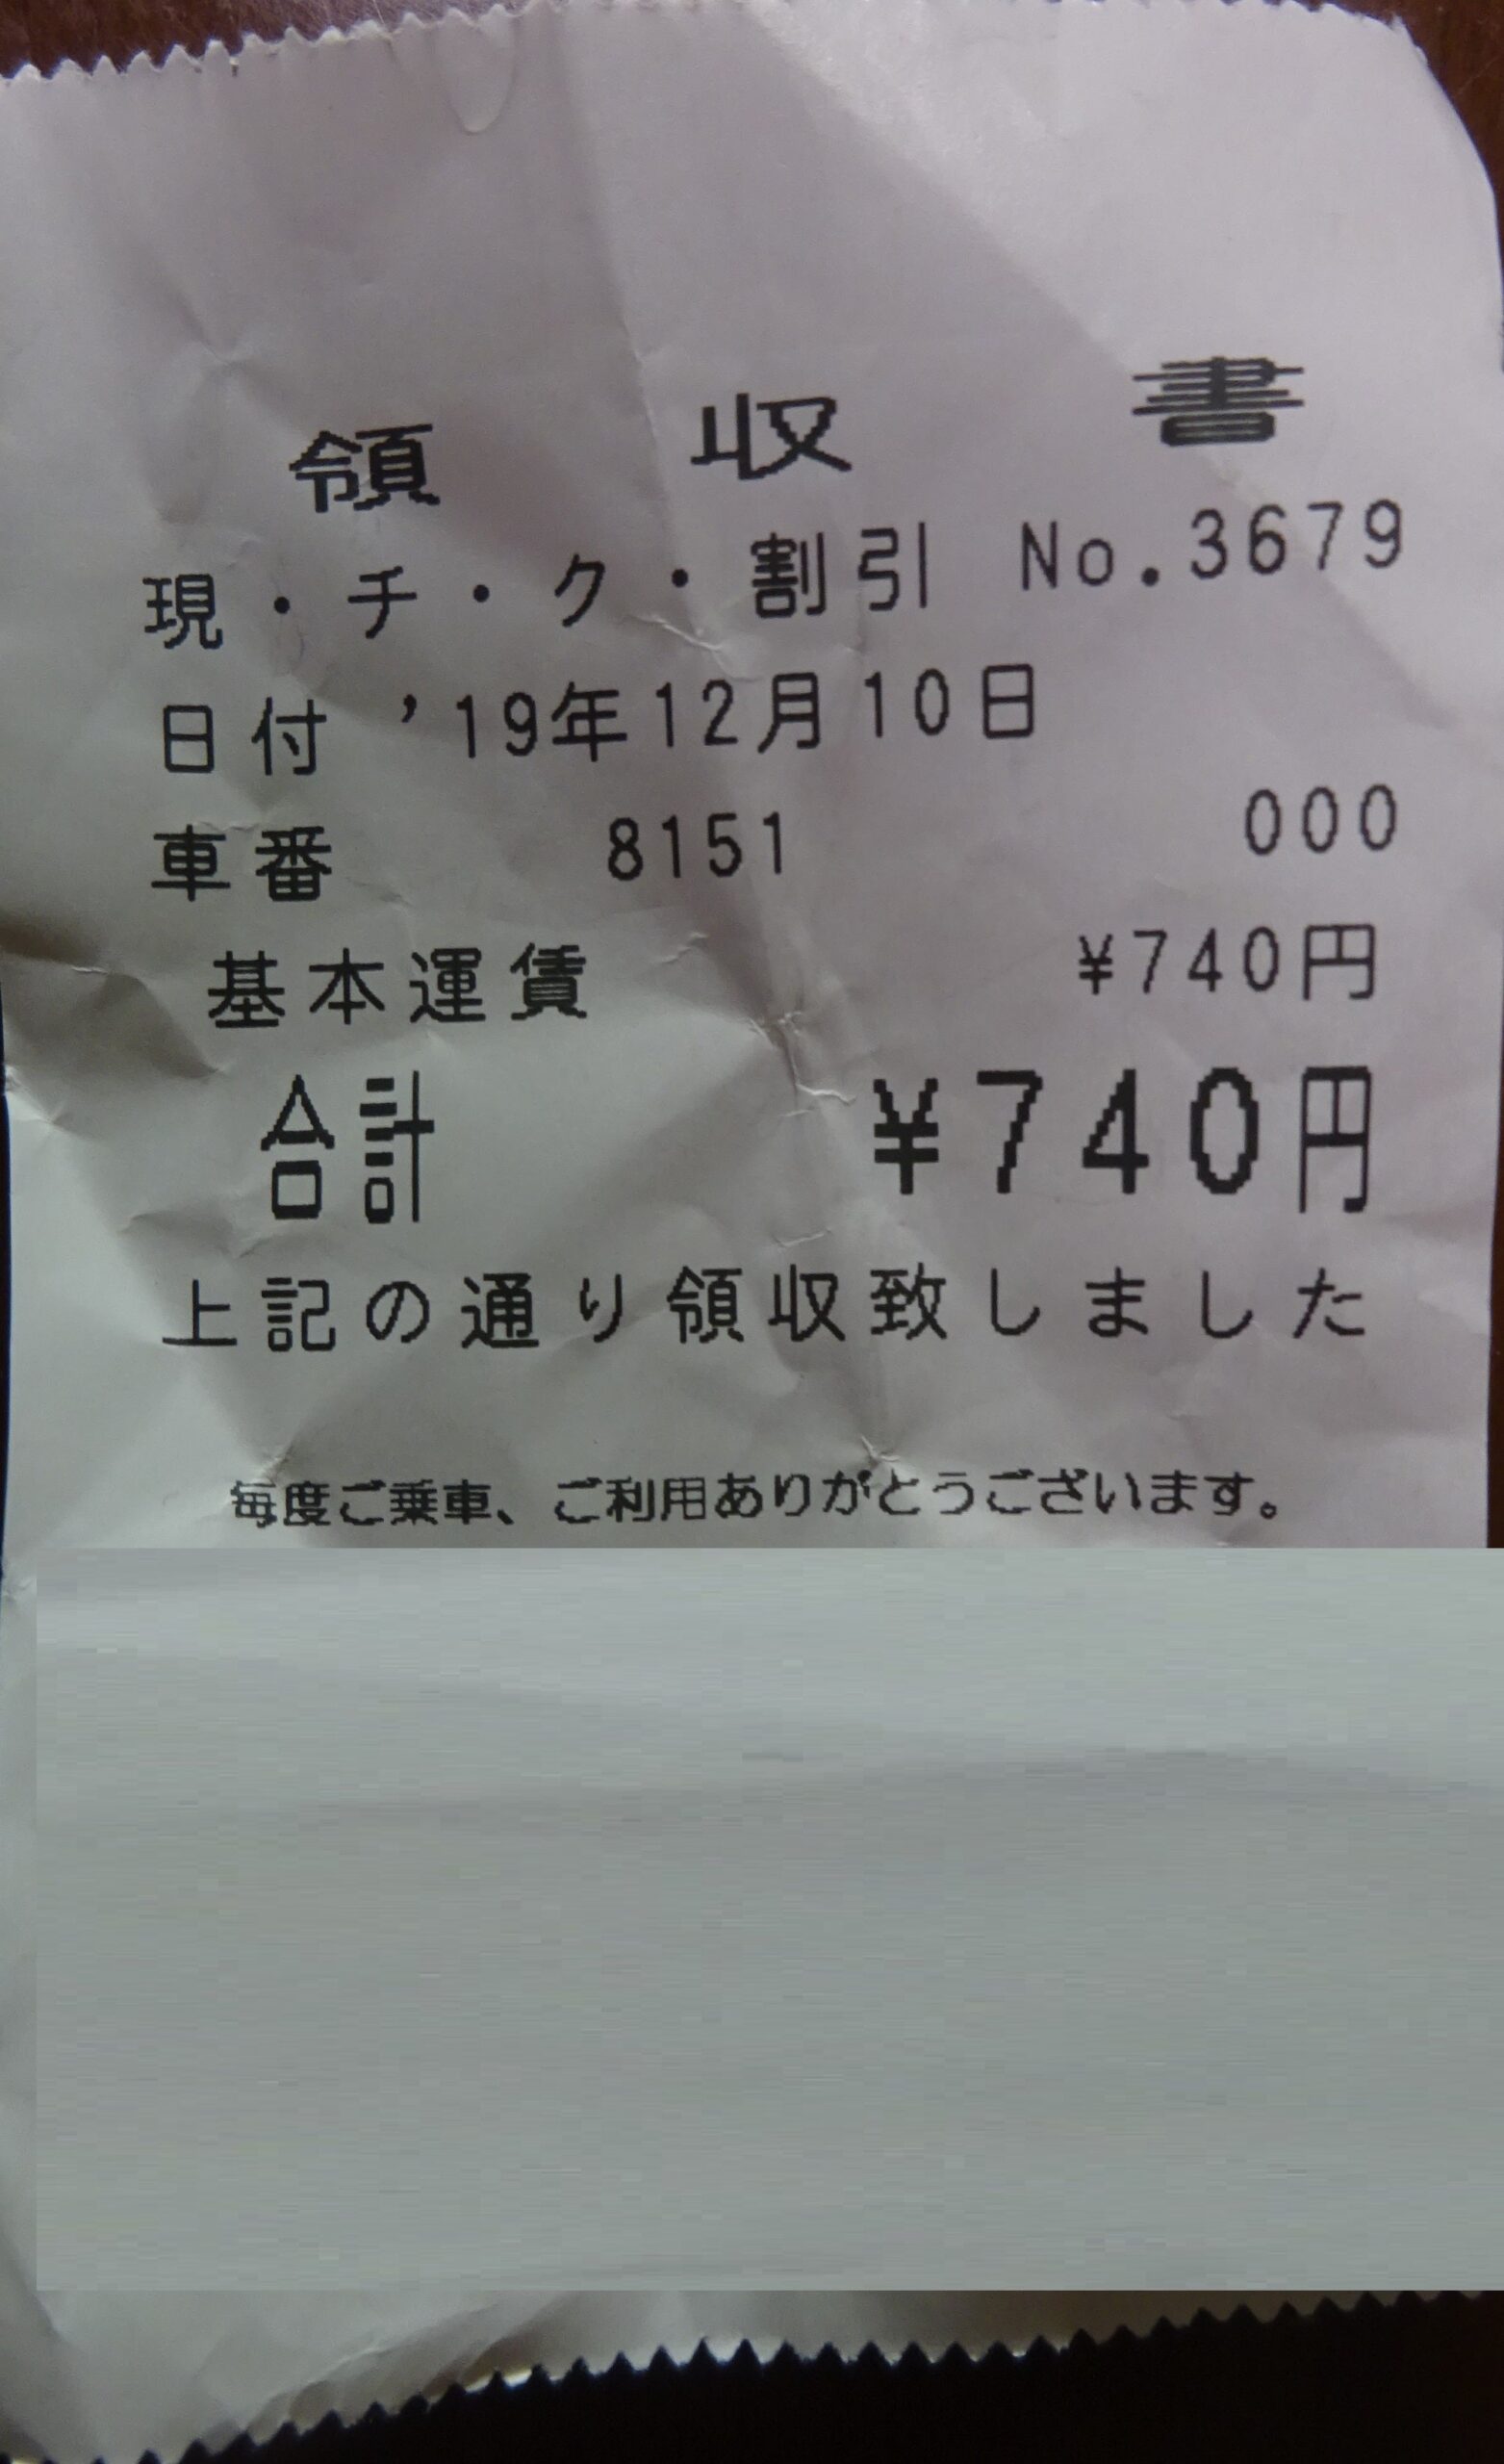 領収書
現・チ・ク・割引 No.3679
日付 '19年12月10日
車番 8151 000
基本運賃 ¥740円
合計 ¥740円
上記の通り領収致しました
毎度ご乗車、ご利用ありがとうございます。